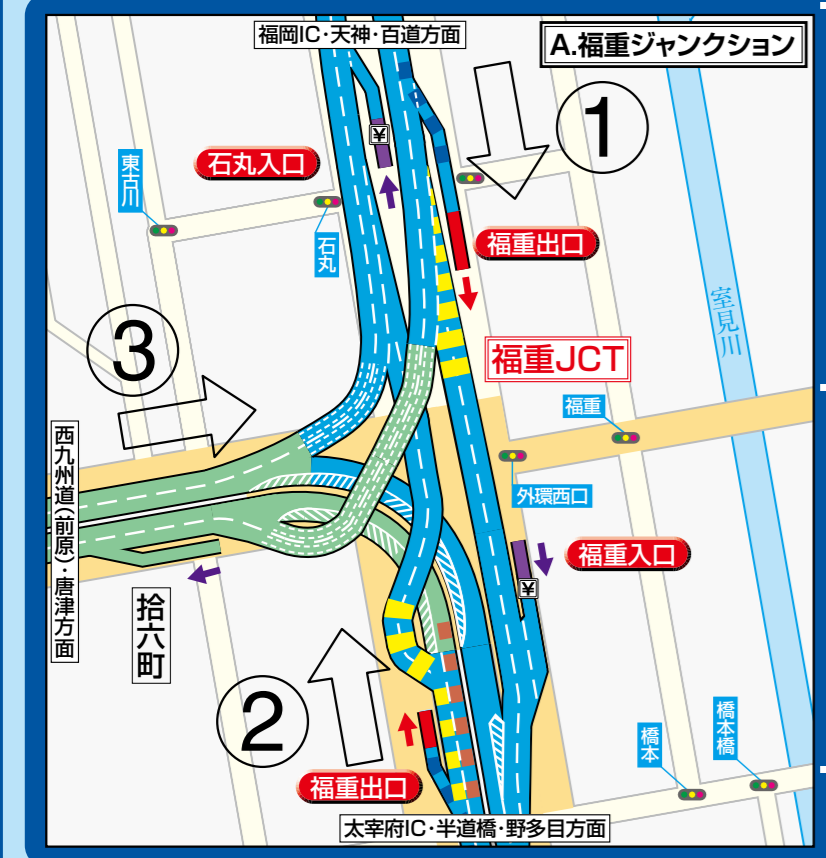 福岡IC・天神・百道方面
A.福重ジャンクション
①
¥
石丸入口
東古川
石丸
福重出口
室見川
③
福重JCT
福重
西九州道(前原)・唐津方面
外環西口
福重入口
¥
拾六町
②
橋本橋
橋本
福重出口
太宰府IC・半道橋・野多目方面